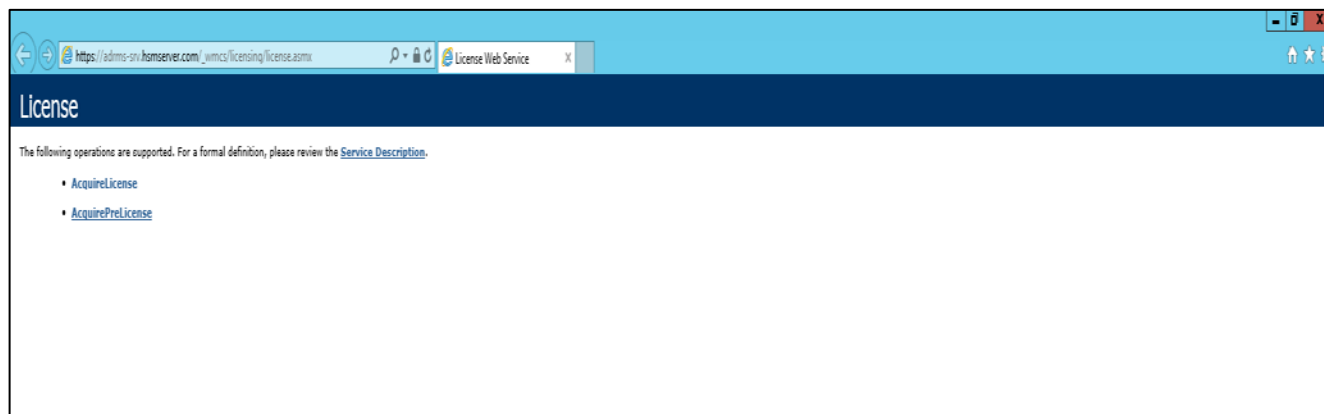 https://adrms-srv.hsmserver.com/_wmcs/licensing/license.asmx
License Web Service
License
The following operations are supported. For a formal definition, please review the Service Description.
• AcquireLicense
• AcquirePreLicense